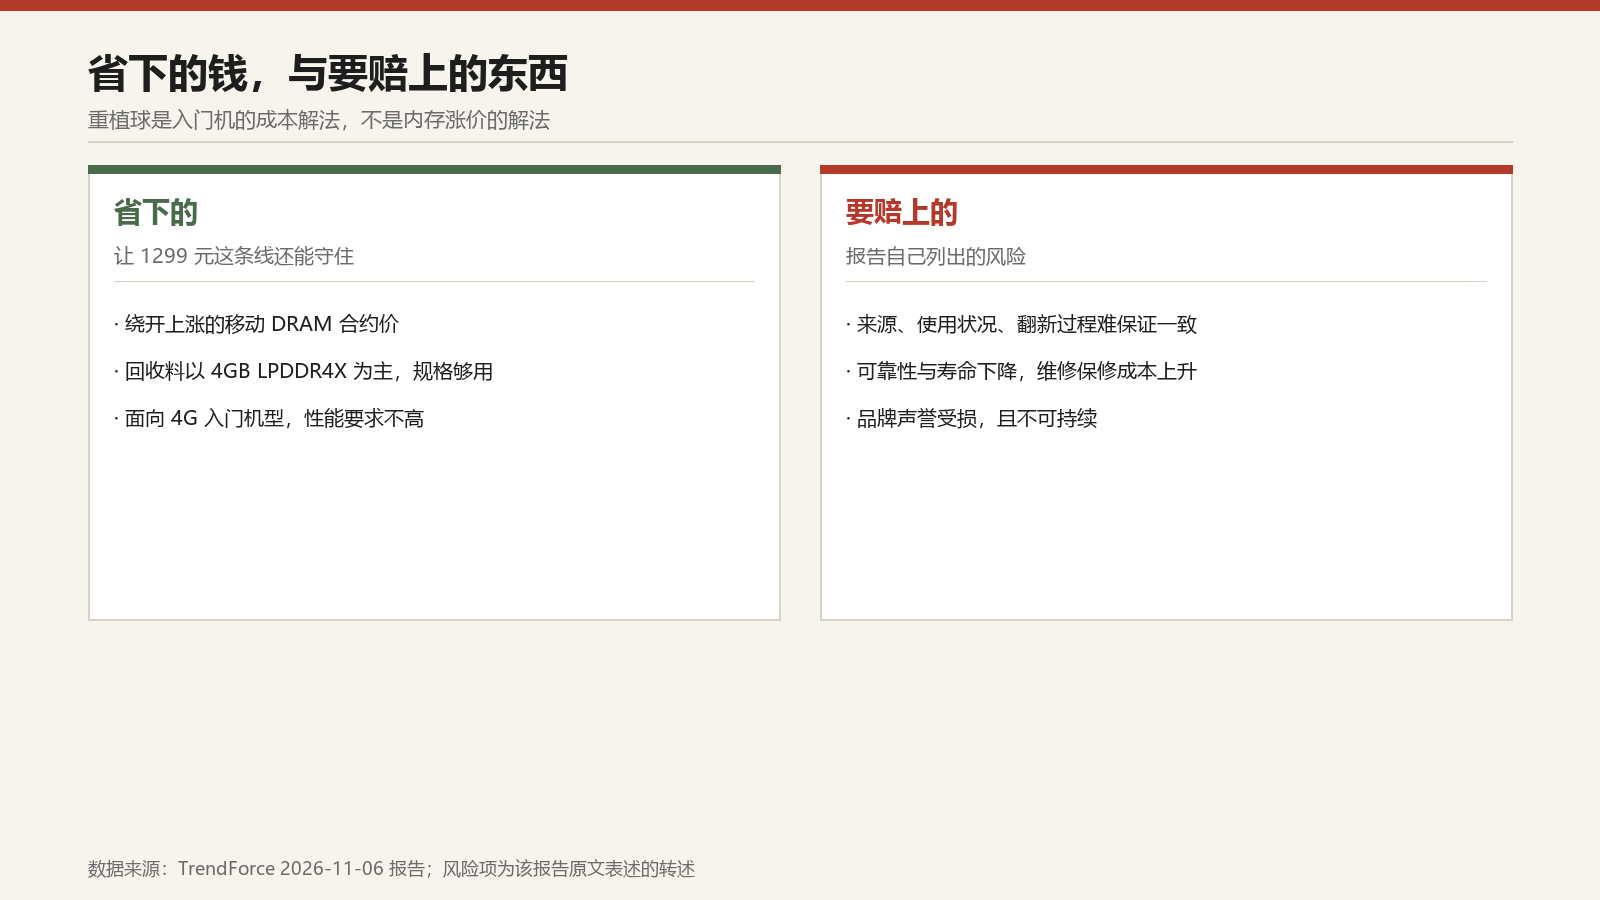 省下的钱，与要赔上的东西
重植球是入门机的成本解法，不是内存涨价的解法
省下的
让 1299 元这条线还能守住
· 绕开上涨的移动 DRAM 合约价
· 回收料以 4GB LPDDR4X 为主，规格够用
· 面向 4G 入门机型，性能要求不高
要赔上的
报告自己列出的风险
· 来源、使用状况、翻新过程难保证一致
· 可靠性与寿命下降，维修保修成本上升
· 品牌声誉受损，且不可持续
数据来源：TrendForce 2026-11-06 报告；风险项为该报告原文表述的转述